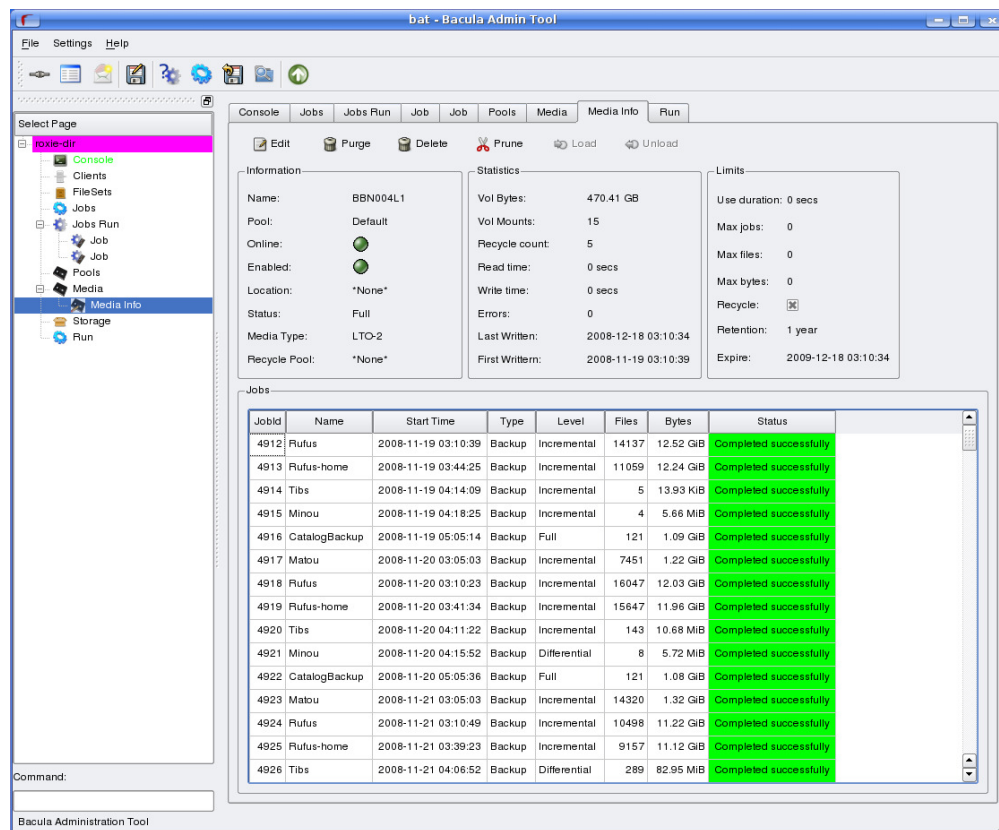 bat - Bacula Admin Tool
File Settings Help
Select Page
roxie-dir
Console
Clients
FileSets
Jobs
Jobs Run
Job
Job
Pools
Media
Media Info
Storage
Run
Command:
Bacula Administration Tool
Console Jobs Jobs Run Job Job Pools Media Media Info Run
Edit Purge Delete Prune Load Unload
Information
Name: BBN004L1
Pool: Default
Online:
Enabled:
Location: *None*
Status: Full
Media Type: LTO-2
Recycle Pool: *None*
Statistics
Vol Bytes: 470.41 GB
Vol Mounts: 15
Recycle count: 5
Read time: 0 secs
Write time: 0 secs
Errors: 0
Last Written: 2008-12-18 03:10:34
First Writtern: 2008-11-19 03:10:39
Limits
Use duration: 0 secs
Max jobs: 0
Max files: 0
Max bytes: 0
Recycle:
Retention: 1 year
Expire: 2009-12-18 03:10:34
Jobs
JobId Name Start Time Type Level Files Bytes Status
4912 Rufus 2008-11-19 03:10:39 Backup Incremental 14137 12.52 GiB Completed successfully
4913 Rufus-home 2008-11-19 03:44:25 Backup Incremental 11059 12.24 GiB Completed successfully
4914 Tibs 2008-11-19 04:14:09 Backup Incremental 5 13.93 KiB Completed successfully
4915 Minou 2008-11-19 04:18:25 Backup Incremental 4 5.66 MiB Completed successfully
4916 CatalogBackup 2008-11-19 05:05:14 Backup Full 121 1.09 GiB Completed successfully
4917 Matou 2008-11-20 03:05:03 Backup Incremental 7451 1.22 GiB Completed successfully
4918 Rufus 2008-11-20 03:10:23 Backup Incremental 16047 12.03 GiB Completed successfully
4919 Rufus-home 2008-11-20 03:41:34 Backup Incremental 15647 11.96 GiB Completed successfully
4920 Tibs 2008-11-20 04:11:22 Backup Incremental 143 10.68 MiB Completed successfully
4921 Minou 2008-11-20 04:15:52 Backup Differential 8 5.72 MiB Completed successfully
4922 CatalogBackup 2008-11-20 05:05:36 Backup Full 121 1.08 GiB Completed successfully
4923 Matou 2008-11-21 03:05:03 Backup Incremental 14320 1.32 GiB Completed successfully
4924 Rufus 2008-11-21 03:10:49 Backup Incremental 10498 11.22 GiB Completed successfully
4925 Rufus-home 2008-11-21 03:39:23 Backup Incremental 9157 11.12 GiB Completed successfully
4926 Tibs 2008-11-21 04:06:52 Backup Differential 289 82.95 MiB Completed successfully